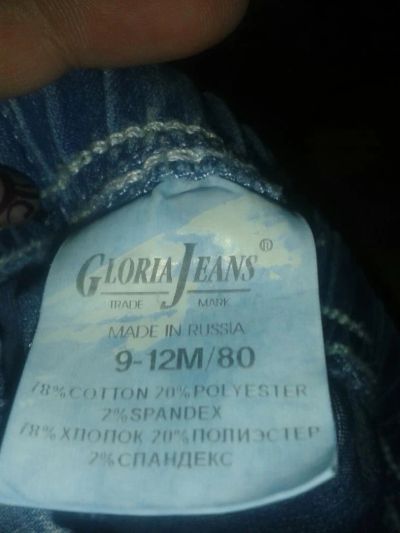 GLORIA JEANS®
TRADE & MARK
MADE IN RUSSIA
9-12M/80
78%COTTON 20%POLYESTER
2%SPANDEX
78%ХЛОПОК 20%ПОЛИЭСТЕР
2%СПАНДЕКС